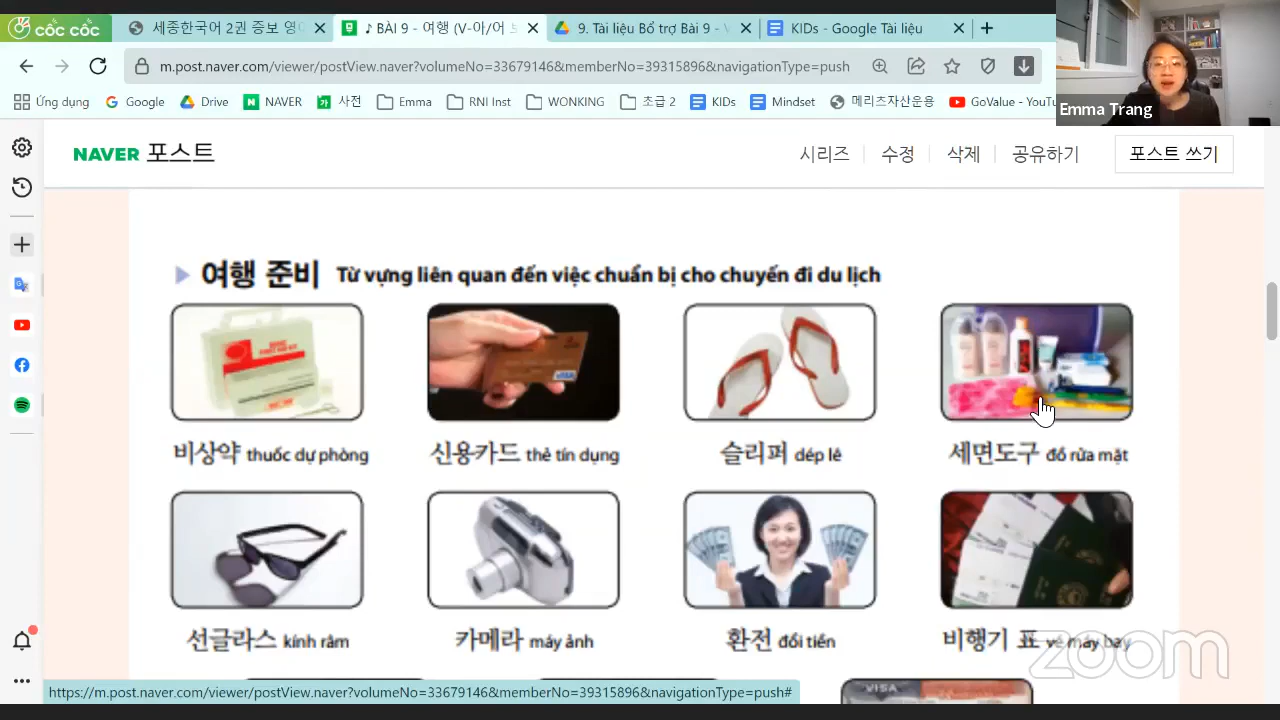 cốc cốc
세종한국어 2권 증보 영어
♪ BÀI 9 - 여행 (V-아/어 보
9. Tài liệu Bổ trợ Bài 9 -
KIDs - Google Tài liệu
m.post.naver.com/viewer/postView.naver?volumeNo=33679146&memberNo=39315896&navigationType=push
Ứng dụng
Google
Drive
NAVER
사전
Emma
RNI Inst
WONKING
초급 2
KIDs
Mindset
메리츠자산운용
GoValue - YouTu
Emma Trang
NAVER 포스트
시리즈
수정
삭제
공유하기
포스트 쓰기
여행 준비 Từ vựng liên quan đến việc chuẩn bị cho chuyến đi du lịch
VISA
비상약 thuốc dự phòng
신용카드 thẻ tín dụng
슬리퍼 dép lê
세면도구 đồ rửa mặt
선글라스 kính râm
카메라 máy ảnh
환전 đổi tiền
비행기 표 vé máy bay
zoom
https://m.post.naver.com/viewer/postView.naver?volumeNo=33679146&memberNo=39315896&navigationType=push#
VISA